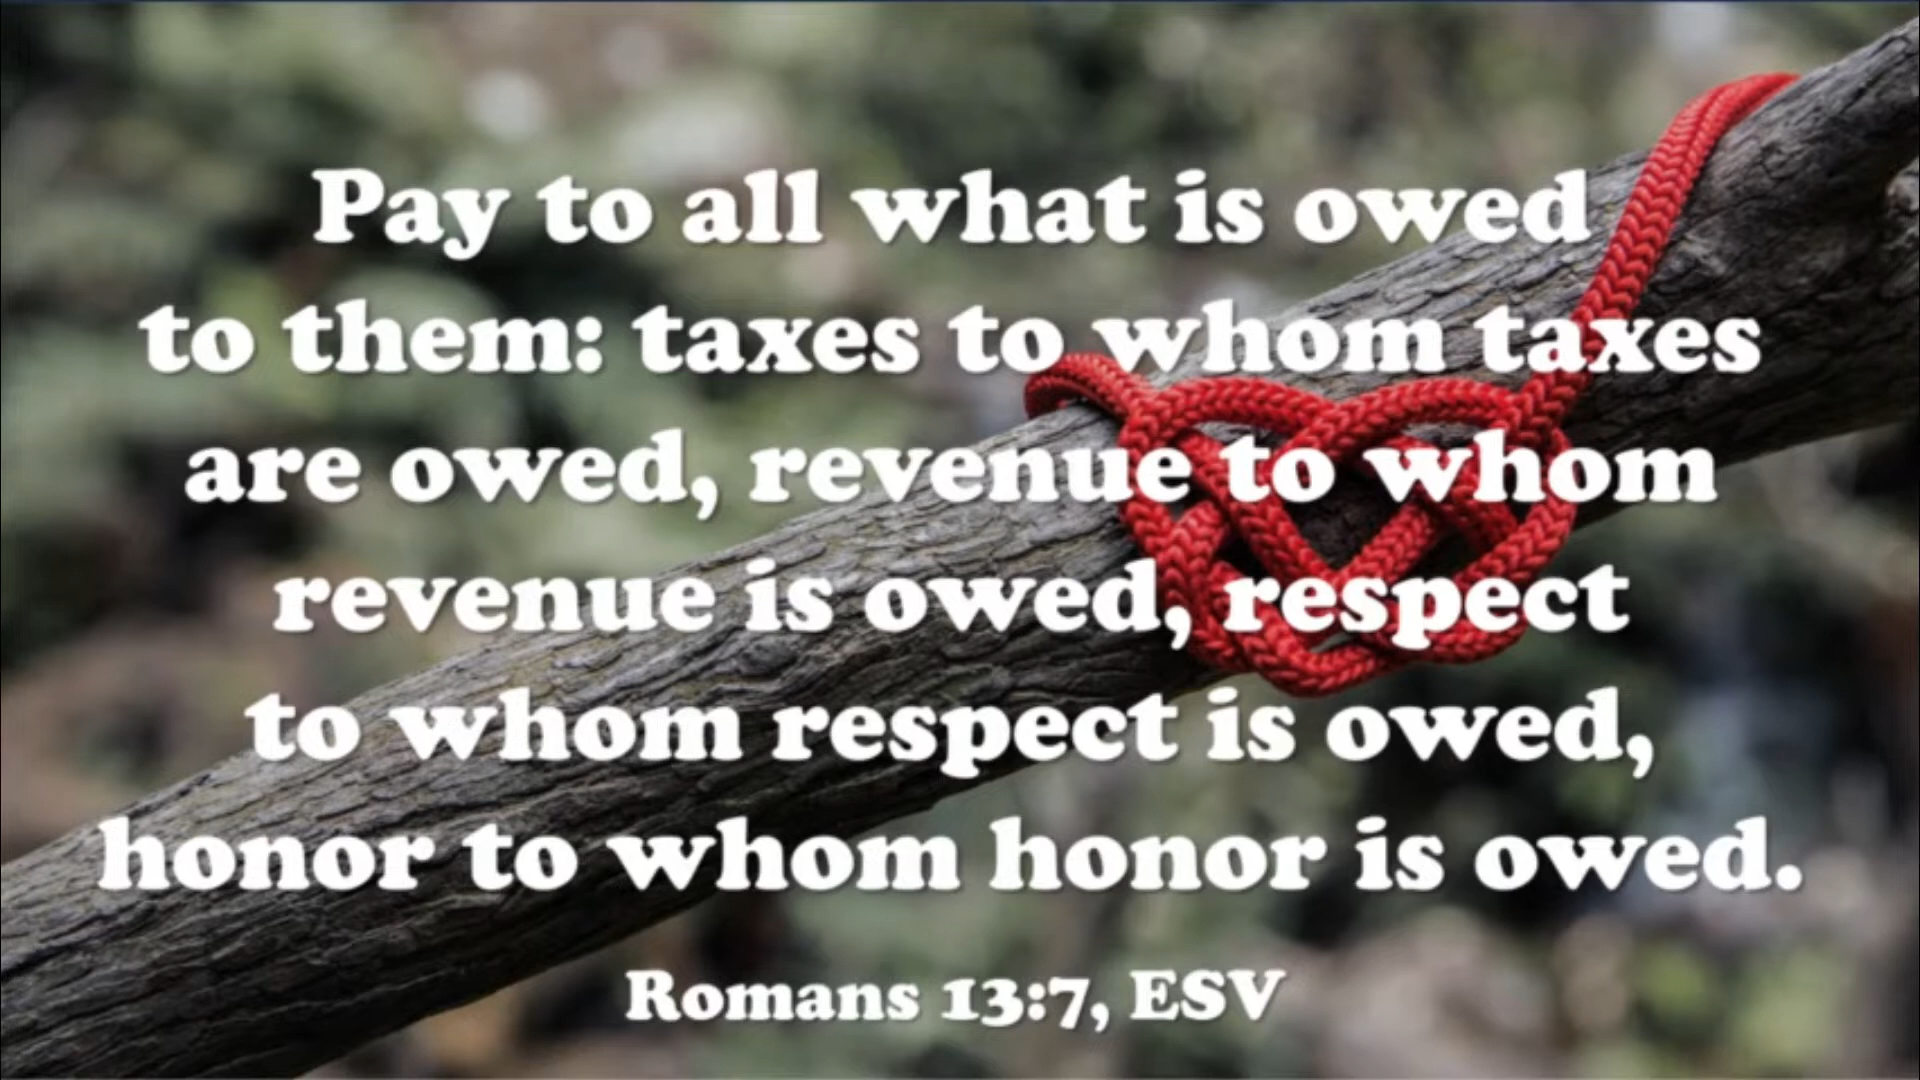 Pay to all what is owed
to them: taxes to whom taxes
are owed, revenue to whom
revenue is owed, respect
to whom respect is owed,
honor to whom honor is owed.
Romans 13:7, ESV